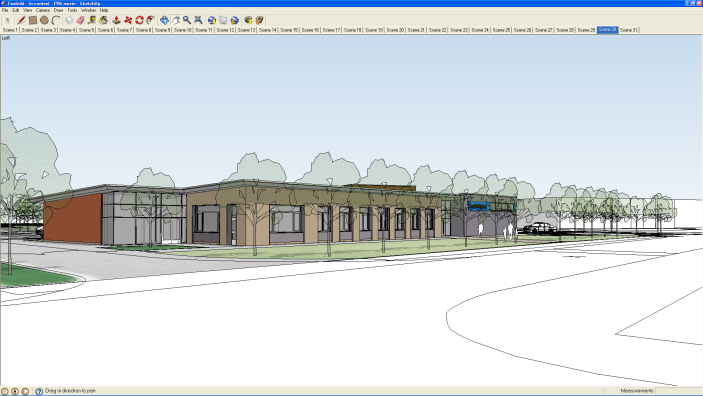 File Edit View Camera Draw Tools Window Help
Scene 1 Scene 2 Scene 3 Scene 4 Scene 5 Scene 6 Scene 7 Scene 8 Scene 9 Scene 10 Scene 11 Scene 12 Scene 13 Scene 14 Scene 15 Scene 16 Scene 17 Scene 18 Scene 19 Scene 20 Scene 21 Scene 22 Scene 23 Scene 24 Scene 25 Scene 26 Scene 27 Scene 28 Scene 29 Scene 30 Scene 31
Left
Drag in direction to pan
Measurements